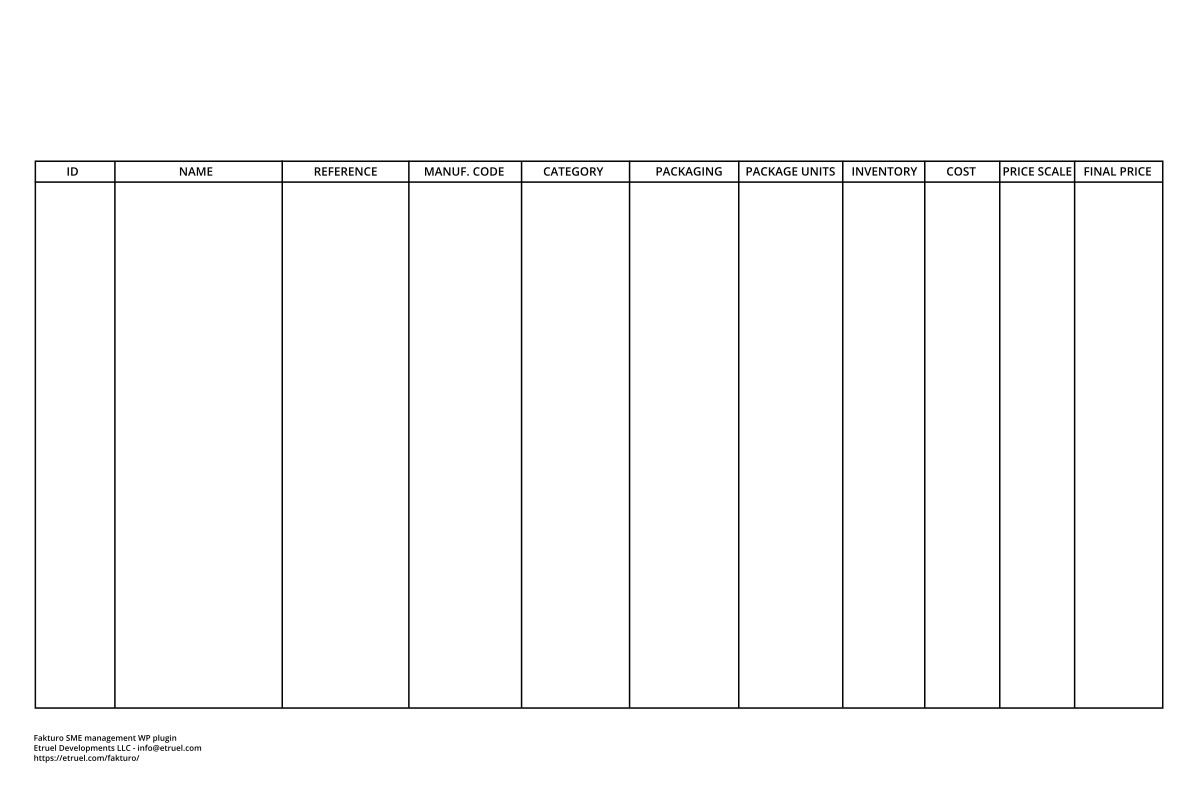 ID NAME REFERENCE MANUF. CODE CATEGORY PACKAGING PACKAGE UNITS INVENTORY COST PRICE SCALE FINAL PRICE
Fakturo SME management WP plugin
Etruel Developments LLC - info@etruel.com
https://etruel.com/fakturo/